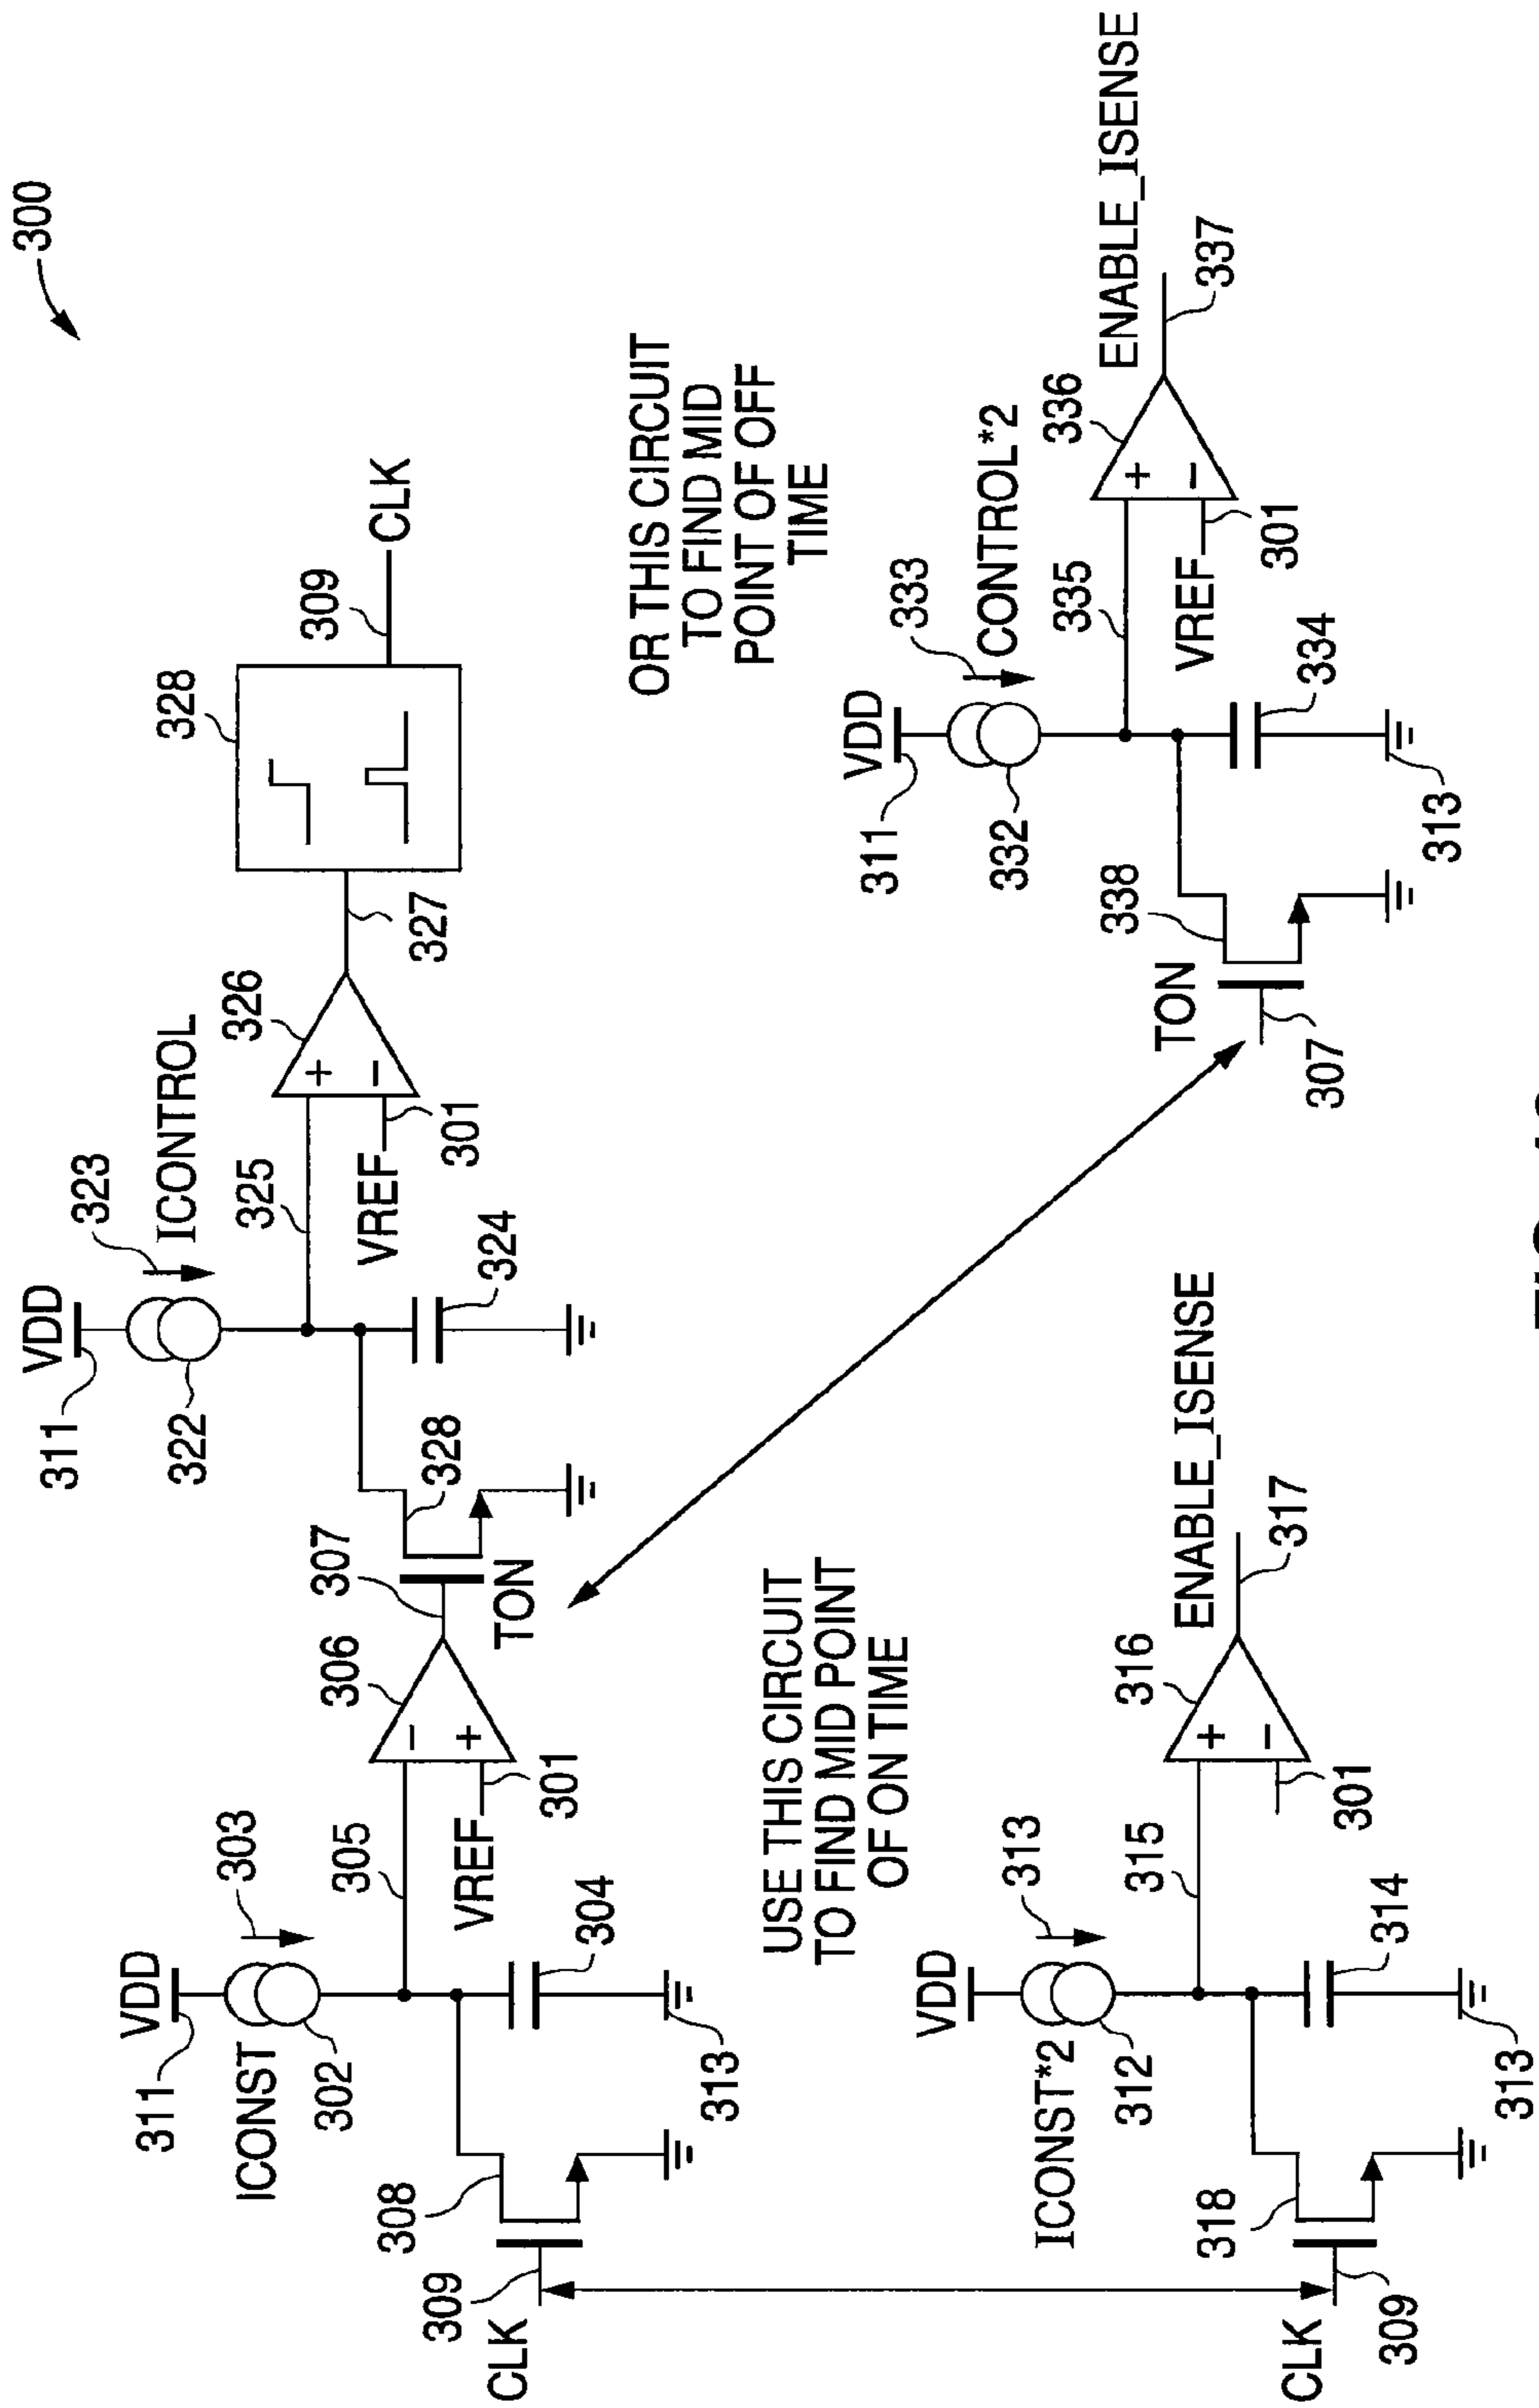 300
VDD
311
322
323
ICONTROL
325
326
VREF
301
324
328
327
328
309
CLK
VDD
311
ICONST
302
303
305
306
307
TON
VREF
301
304
308
309
CLK
313
USE THIS CIRCUIT
TO FIND MID POINT
OF ON TIME
OR THIS CIRCUIT
TO FIND MID
POINT OF OFF
TIME
VDD
ICONST*2
312
313
315
316
ENABLE_ISENSE
317
301
314
318
CLK
309
313
VDD
311
332
333
CONTROL*2
335
336
ENABLE_ISENSE
337
VREF
301
334
338
TON
307
313